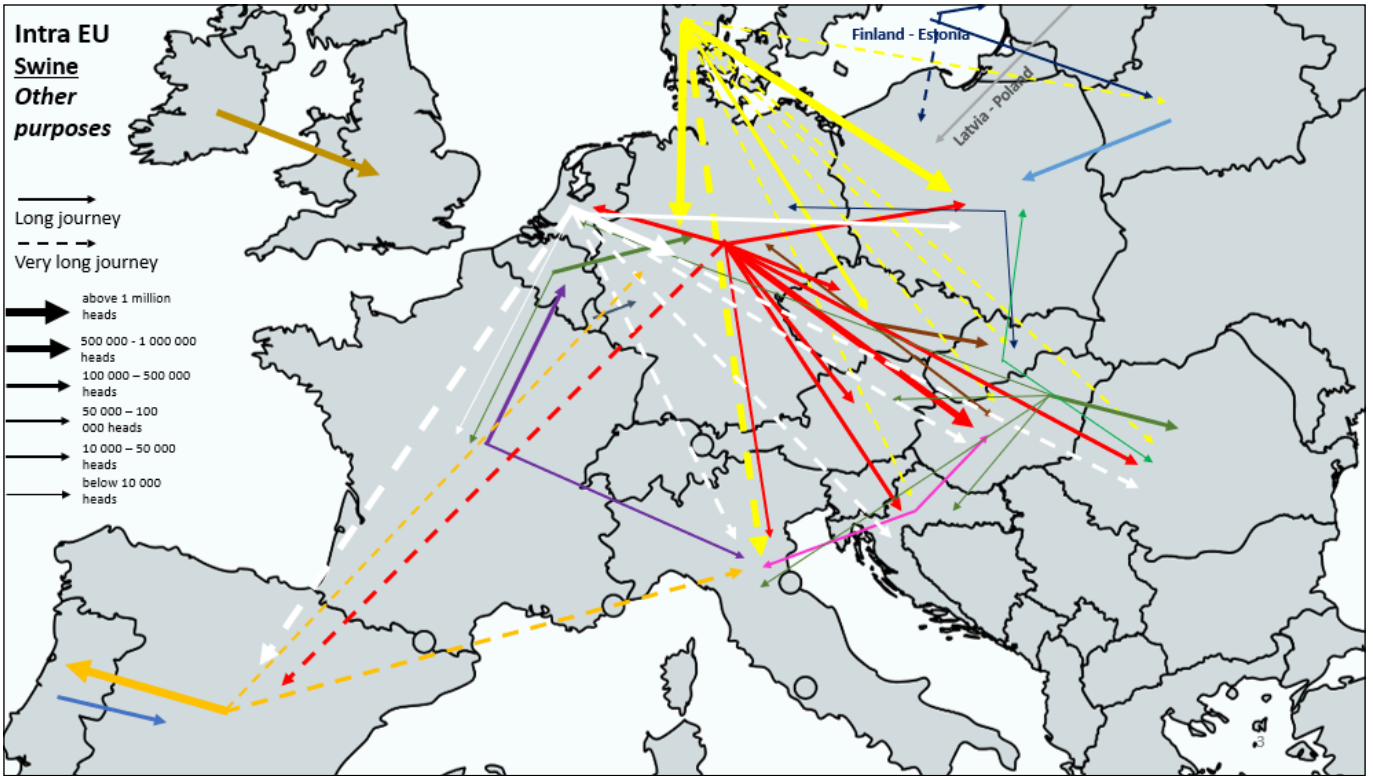 Intra EU
Swine
Other
purposes
Long journey
Very long journey
above 1 million
heads
500 000 - 1 000 000
heads
100 000 – 500 000
heads
50 000 – 100
000 heads
10 000 – 50 000
heads
below 10 000
heads
Finland - Estonia
Latvia - Poland
3